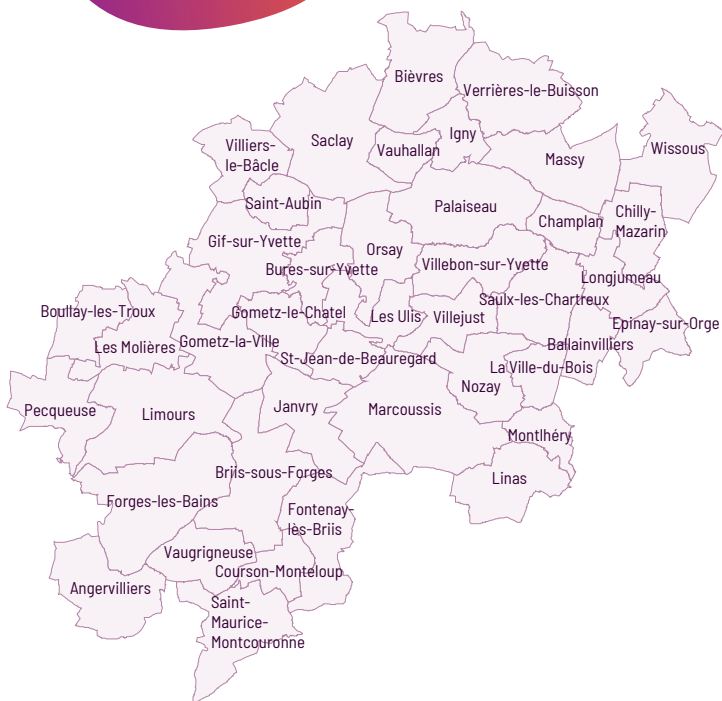 Bièvres
Verrières-le-Buisson
Igny
Saclay
Villiers-
le-Bâcle
Vauhallan
Massy
Wissous
Saint-Aubin
Palaiseau
Champlan
Chilly-
Mazarin
Gif-sur-Yvette
Orsay
Bures-sur-Yvette
Villebon-sur-Yvette
Longjumeau
Saulx-les-Chartreux
Boullay-les-Troux
Gometz-le-Chatel
Les Ulis
Villejust
Epinay-sur-Orge
Les Molières
Gometz-la-Ville
Ballainvilliers
St-Jean-de-Beauregard
La Ville-du-Bois
Nozay
Pecqueuse
Limours
Janvry
Marcoussis
Montlhéry
Briis-sous-Forges
Linas
Forges-les-Bains
Fontenay-
lès-Briis
Vaugrigneuse
Courson-Monteloup
Angervilliers
Saint-
Maurice-
Montcouronne